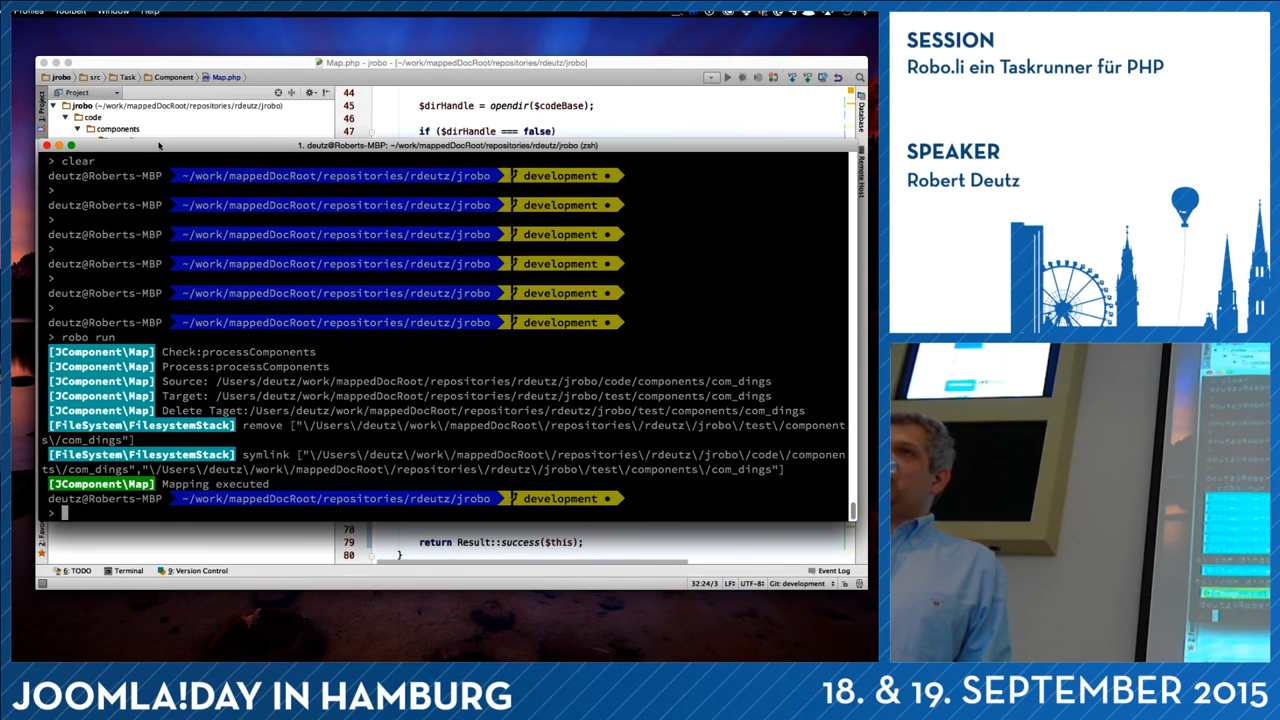 Window
Help
Map.php - jrobo - [~/work/mappedDocRoot/repositories/rdeutz/jrobo]
jrobo src Task Component Map.php
Project
jrobo (~/work/mappedDocRoot/repositories/rdeutz/jrobo)
code
components
44
45 $dirHandle = opendir($codeBase);
46
47 if ($dirHandle === false)
1: Project
Database
Remote Host
1. deutz@Roberts-MBP: ~/work/mappedDocRoot/repositories/rdeutz/jrobo (zsh)
> clear
deutz@Roberts-MBP ~/work/mappedDocRoot/repositories/rdeutz/jrobo development ●
>
deutz@Roberts-MBP ~/work/mappedDocRoot/repositories/rdeutz/jrobo development ●
>
deutz@Roberts-MBP ~/work/mappedDocRoot/repositories/rdeutz/jrobo development ●
>
deutz@Roberts-MBP ~/work/mappedDocRoot/repositories/rdeutz/jrobo development ●
>
deutz@Roberts-MBP ~/work/mappedDocRoot/repositories/rdeutz/jrobo development ●
>
deutz@Roberts-MBP ~/work/mappedDocRoot/repositories/rdeutz/jrobo development ●
> robo run
[JComponent\Map] Check:processComponents
[JComponent\Map] Process:processComponents
[JComponent\Map] Source: /Users/deutz/work/mappedDocRoot/repositories/rdeutz/jrobo/code/components/com_dings
[JComponent\Map] Target: /Users/deutz/work/mappedDocRoot/repositories/rdeutz/jrobo/test/components/com_dings
[JComponent\Map] Delete Taget:/Users/deutz/work/mappedDocRoot/repositories/rdeutz/jrobo/test/components/com_dings
[FileSystem\FilesystemStack] remove ["\/Users\/deutz\/work\/mappedDocRoot\/repositories\/rdeutz\/jrobo\/test\/component
s\/com_dings"]
[FileSystem\FilesystemStack] symlink ["\/Users\/deutz\/work\/mappedDocRoot\/repositories\/rdeutz\/jrobo\/code\/componen
ts\/com_dings","\/Users\/deutz\/work\/mappedDocRoot\/repositories\/rdeutz\/jrobo\/test\/components\/com_dings"]
[JComponent\Map] Mapping executed
deutz@Roberts-MBP ~/work/mappedDocRoot/repositories/rdeutz/jrobo development ●
>
78
79 return Result::success($this);
80 }
6: TODO Terminal 9: Version Control Event Log
32:24/3 LF÷ UTF-8÷ Git: development
SESSION
Robo.li ein Taskrunner für PHP
SPEAKER
Robert Deutz
JOOMLA!DAY IN HAMBURG
18. & 19. SEPTEMBER 2015